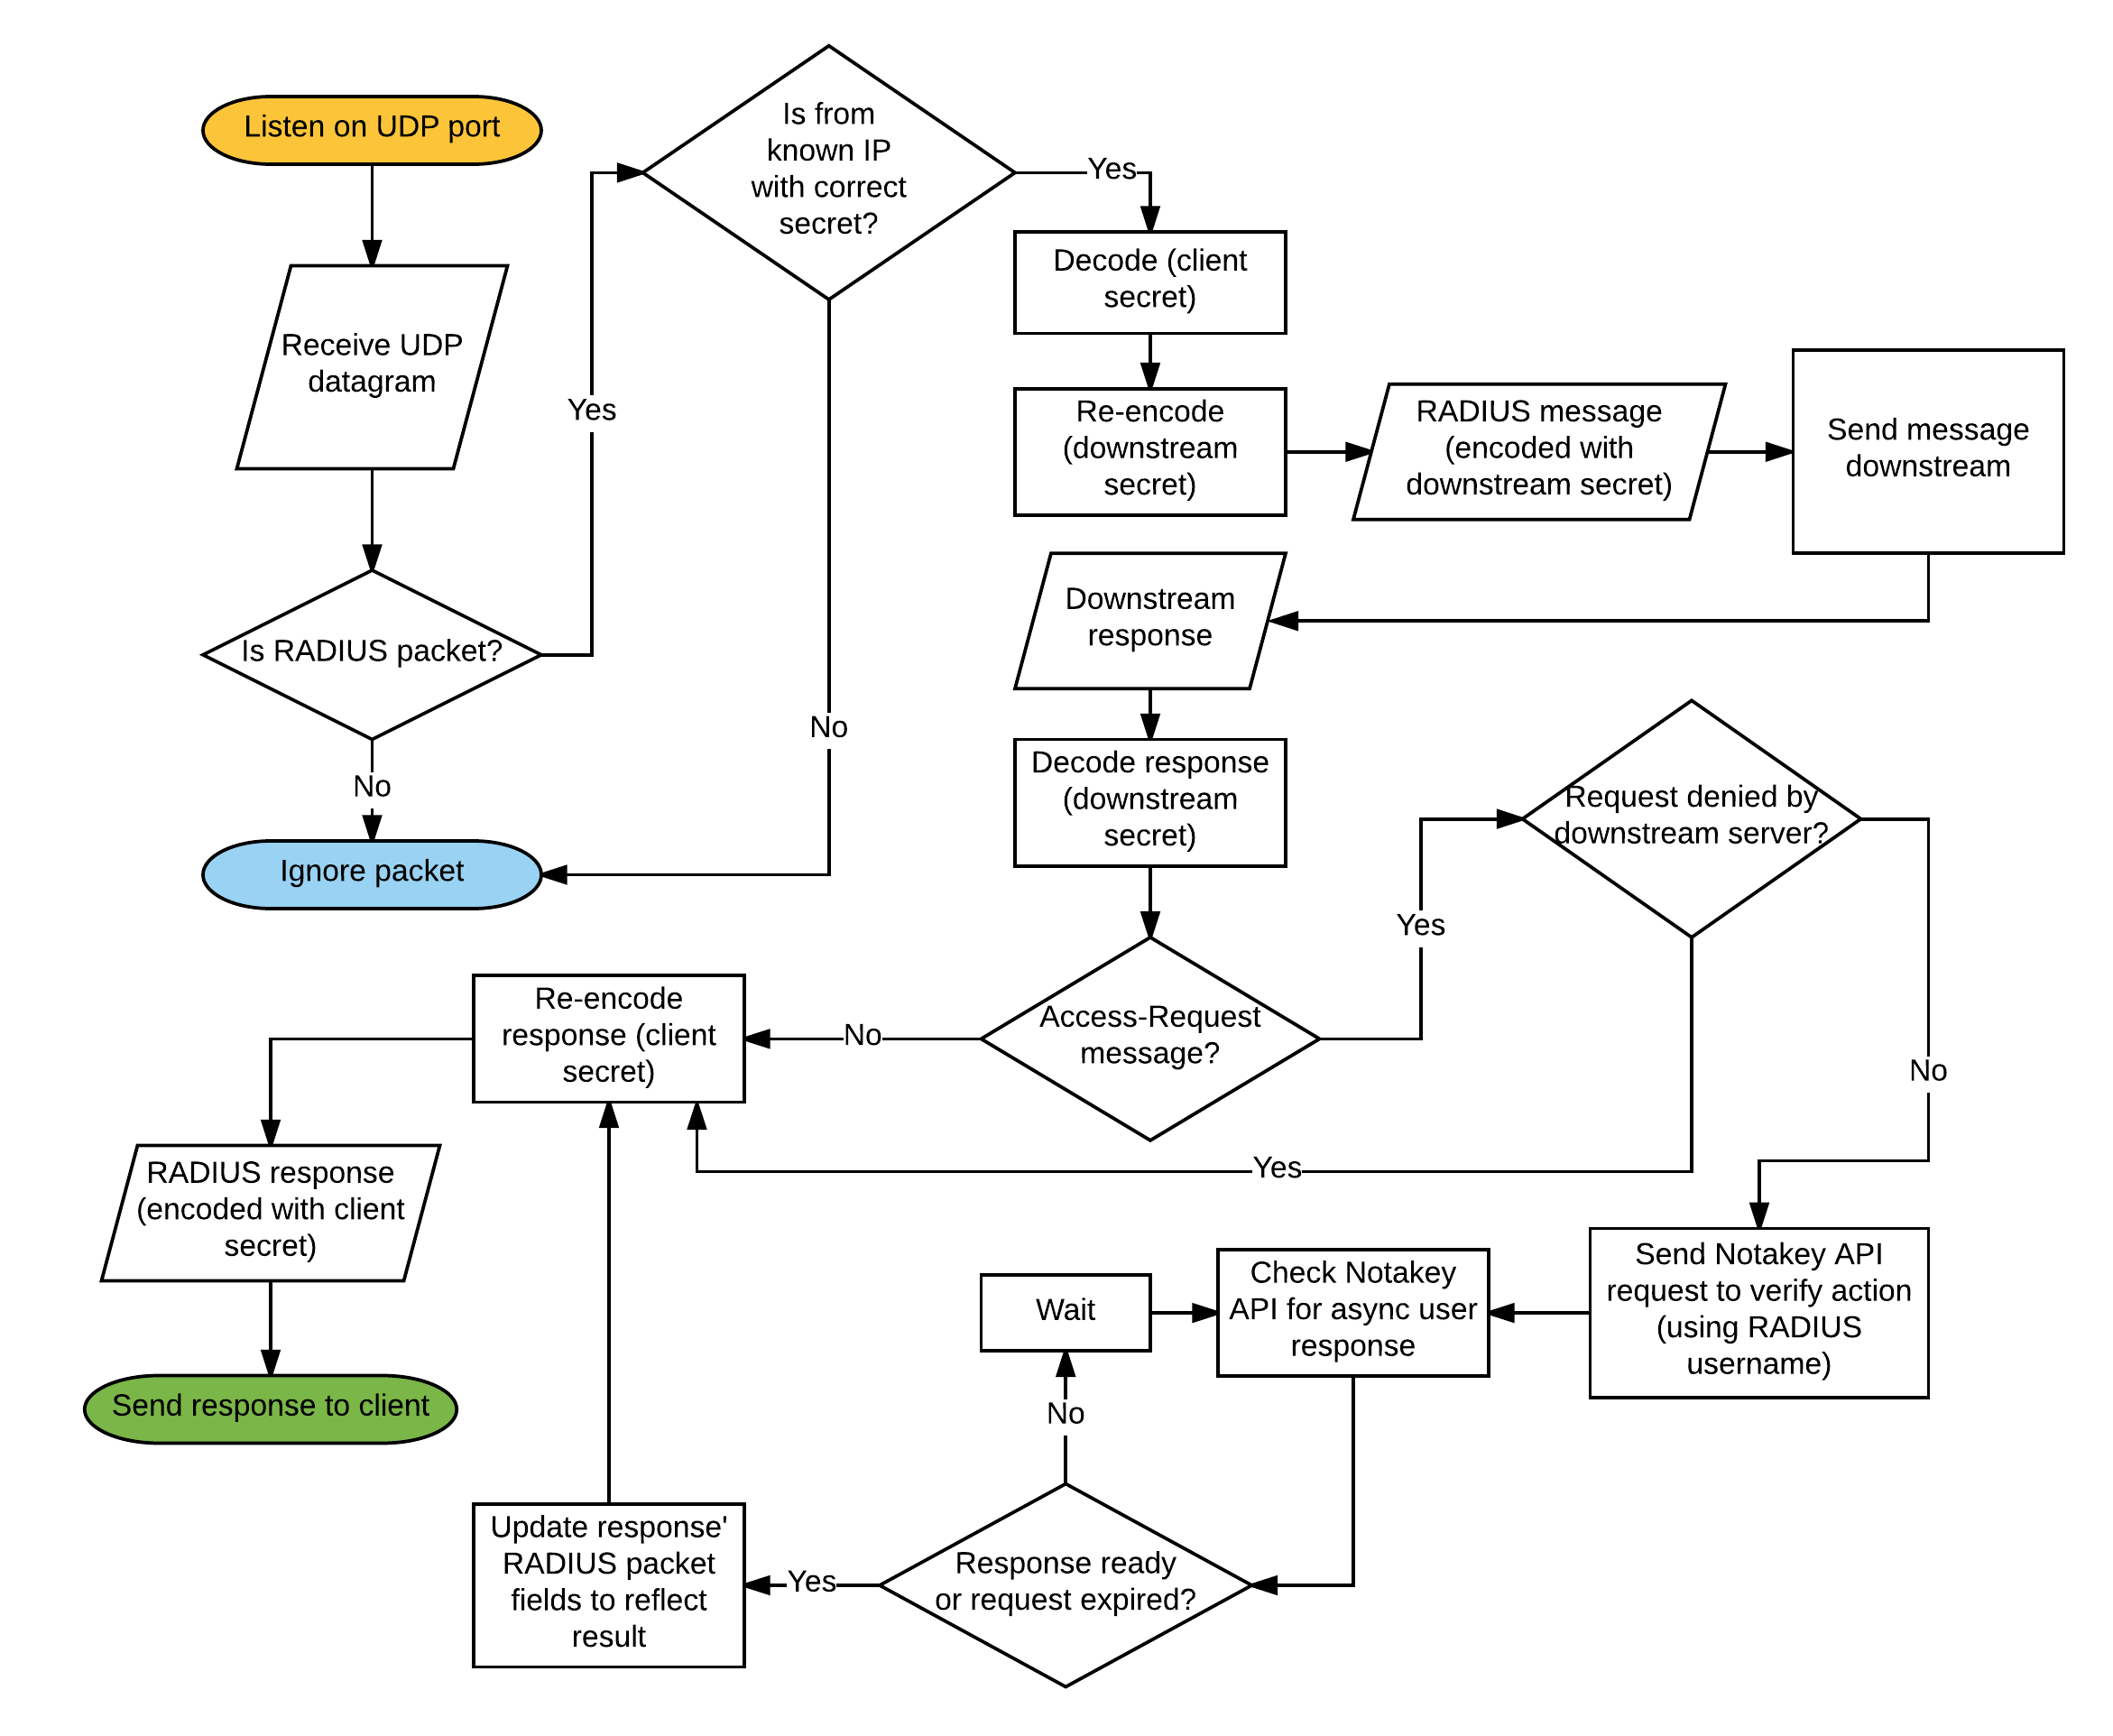 Listen on UDP port
Receive UDP
datagram
Is RADIUS packet?
Yes
No
Ignore packet
Is from
known IP
with correct
secret?
Yes
No
Decode (client
secret)
Re-encode
(downstream
secret)
RADIUS message
(encoded with
downstream secret)
Send message
downstream
Downstream
response
Decode response
(downstream
secret)
Access-Request
message?
Yes
No
Request denied by
downstream server?
No
Yes
Re-encode
response (client
secret)
RADIUS response
(encoded with client
secret)
Send response to client
Send Notakey API
request to verify action
(using RADIUS
username)
Check Notakey
API for async user
response
Wait
No
Response ready
or request expired?
Yes
Update response'
RADIUS packet
fields to reflect
result